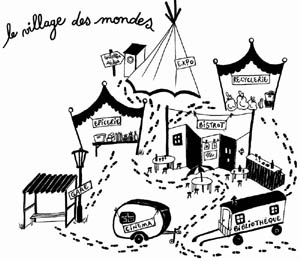 le village des mondes
EXPO
RECYCLERIE
EPICERIE
BISTROT
GARE
CINEMA
BIBLIOTHEQUE